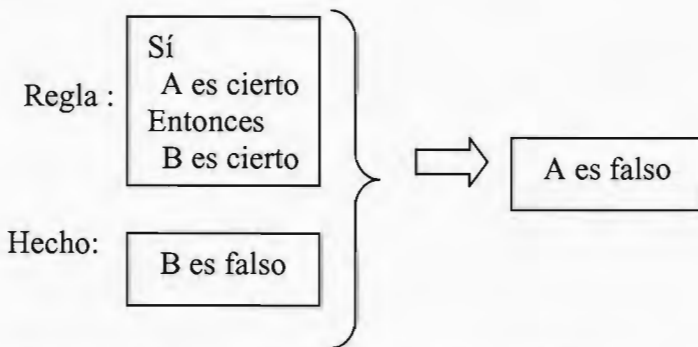 Regla :
Sí
A es cierto
Entonces
B es cierto
Hecho:
B es falso
A es falso